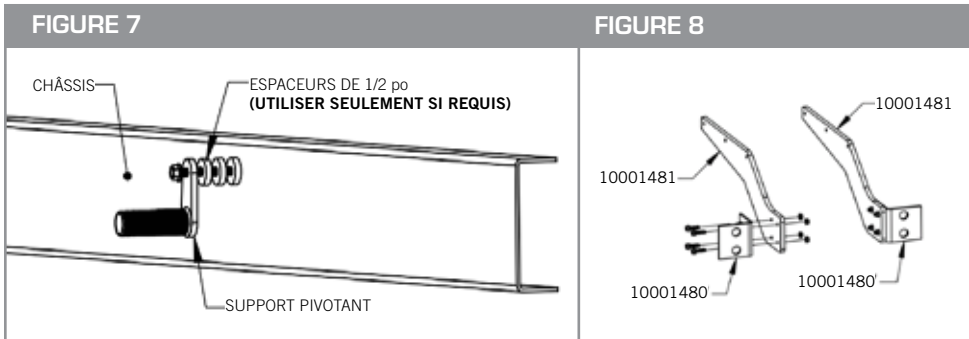 FIGURE 7
CHÂSSIS
ESPACEURS DE 1/2 po
(UTILISER SEULEMENT SI REQUIS)
SUPPORT PIVOTANT
FIGURE 8
10001481
10001481
10001480
10001480